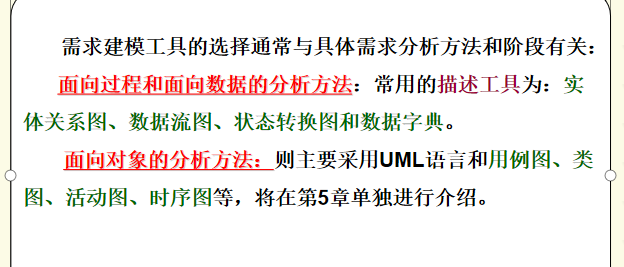 需求建模工具的选择通常与具体需求分析方法和阶段有关：
面向过程和面向数据的分析方法：常用的描述工具为：实
体关系图、数据流图、状态转换图和数据字典。
面向对象的分析方法：则主要采用UML语言和用例图、类
图、活动图、时序图等，将在第5章单独进行介绍。